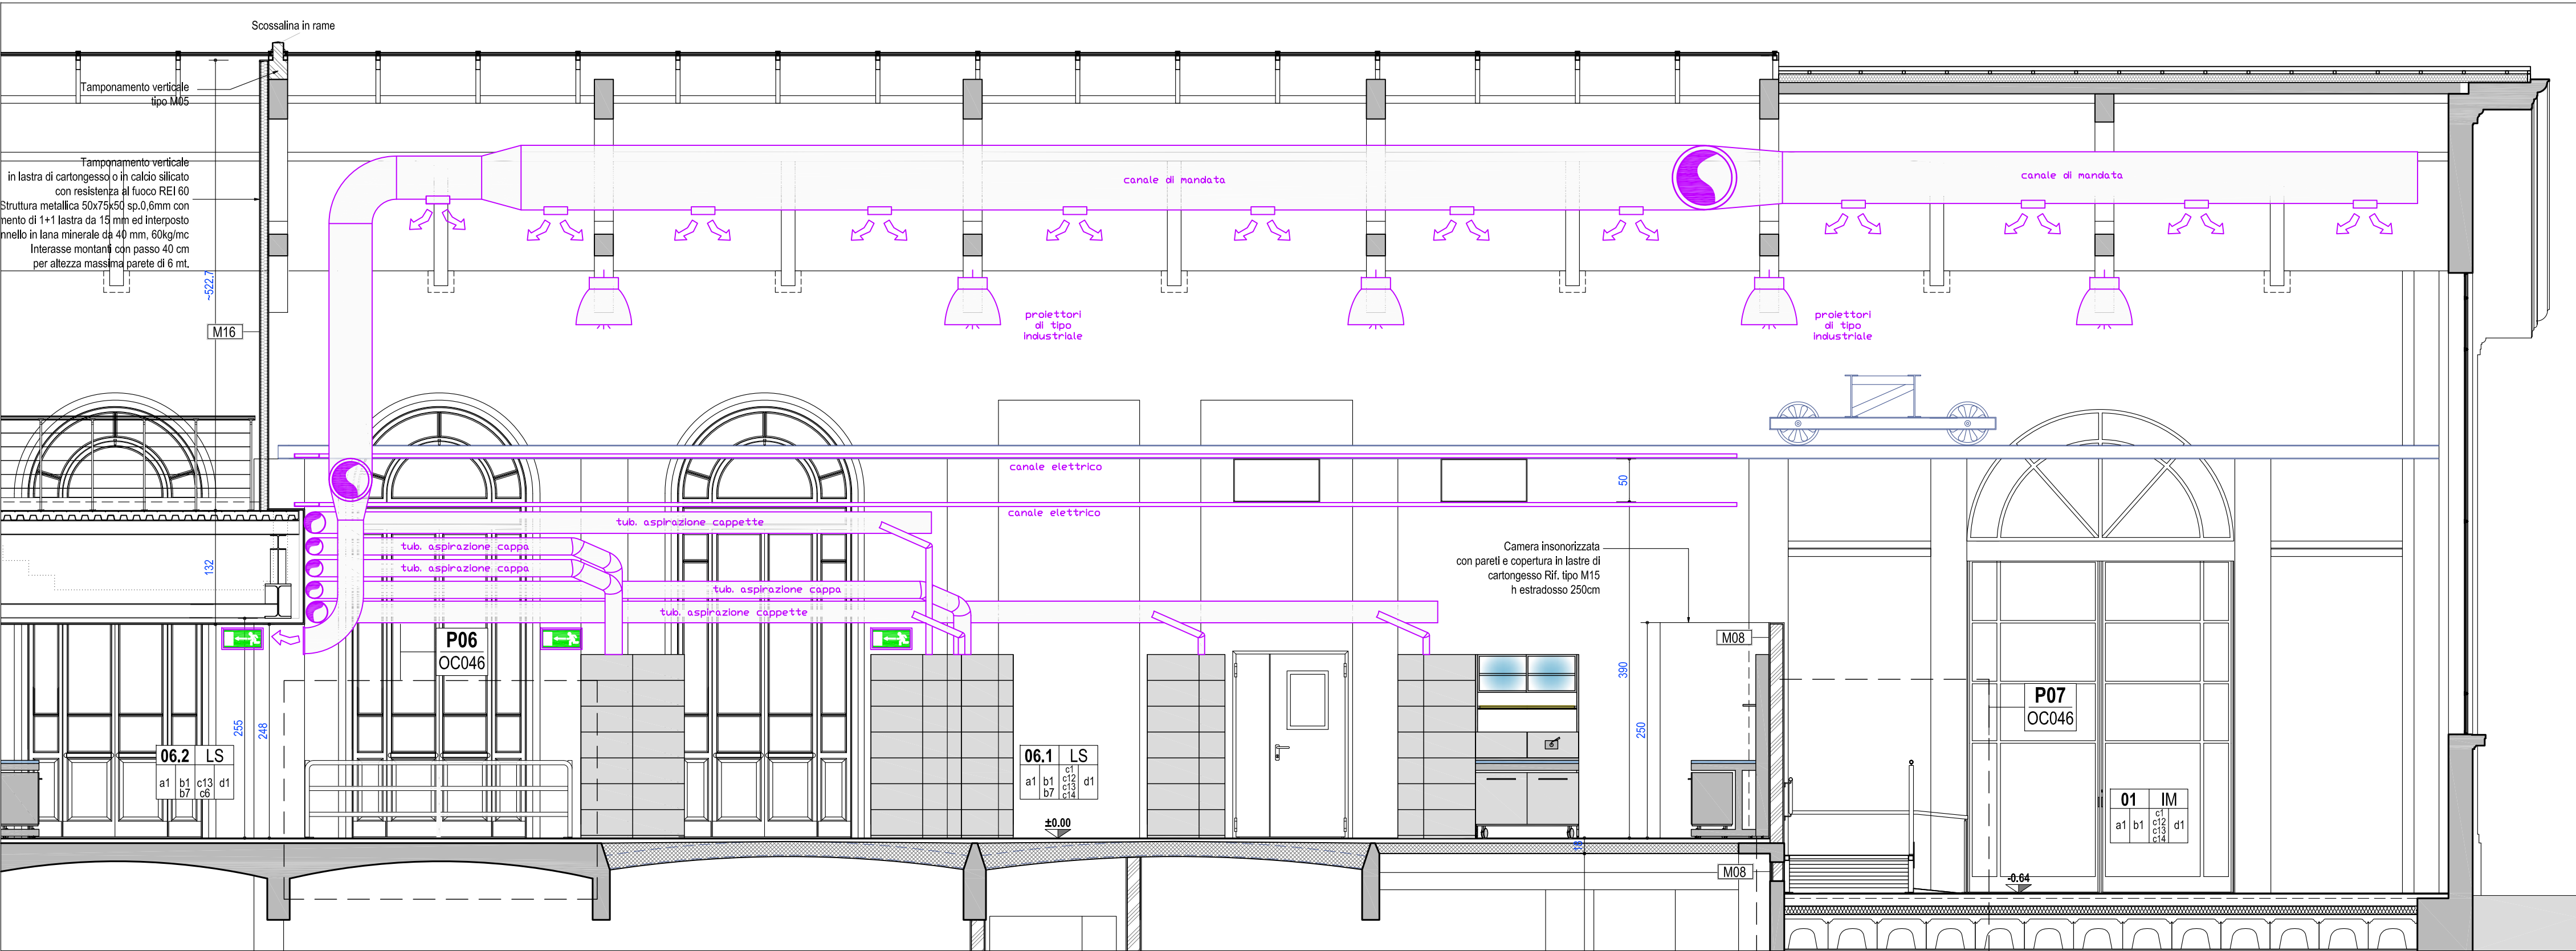 Scossalina in rame
Tamponamento verticale
tipo M05
Tamponamento verticale
in lastra di cartongesso o in calcio silicato
con resistenza al fuoco REI 60
Struttura metallica 50x75x50 sp.0,6mm con
mento di 1+1 lastra da 15 mm ed interposto
nnello in lana minerale da 40 mm, 60kg/mc
Interasse montanti con passo 40 cm
per altezza massima parete di 6 mt.
~522.7
M16
canale di mandata
canale di mandata
proiettori
di tipo
industriale
proiettori
di tipo
industriale
canale elettrico
50
canale elettrico
tub. aspirazione cappette
tub. aspirazione cappa
tub. aspirazione cappa
tub. aspirazione cappa
tub. aspirazione cappette
132
Camera insonorizzata
con pareti e copertura in lastre di
cartongesso Rif. tipo M15
h estradosso 250cm
P06
OC046
M08
390
250
255
248
P07
OC046
06.2 LS
a1 b1 c13 d1
b7 c6
06.1 LS
c1
a1 b1 c12 d1
b7 c13
c14
01 IM
c1
a1 b1 c12 d1
c13
c14
±0.00
18
M08
-0.64